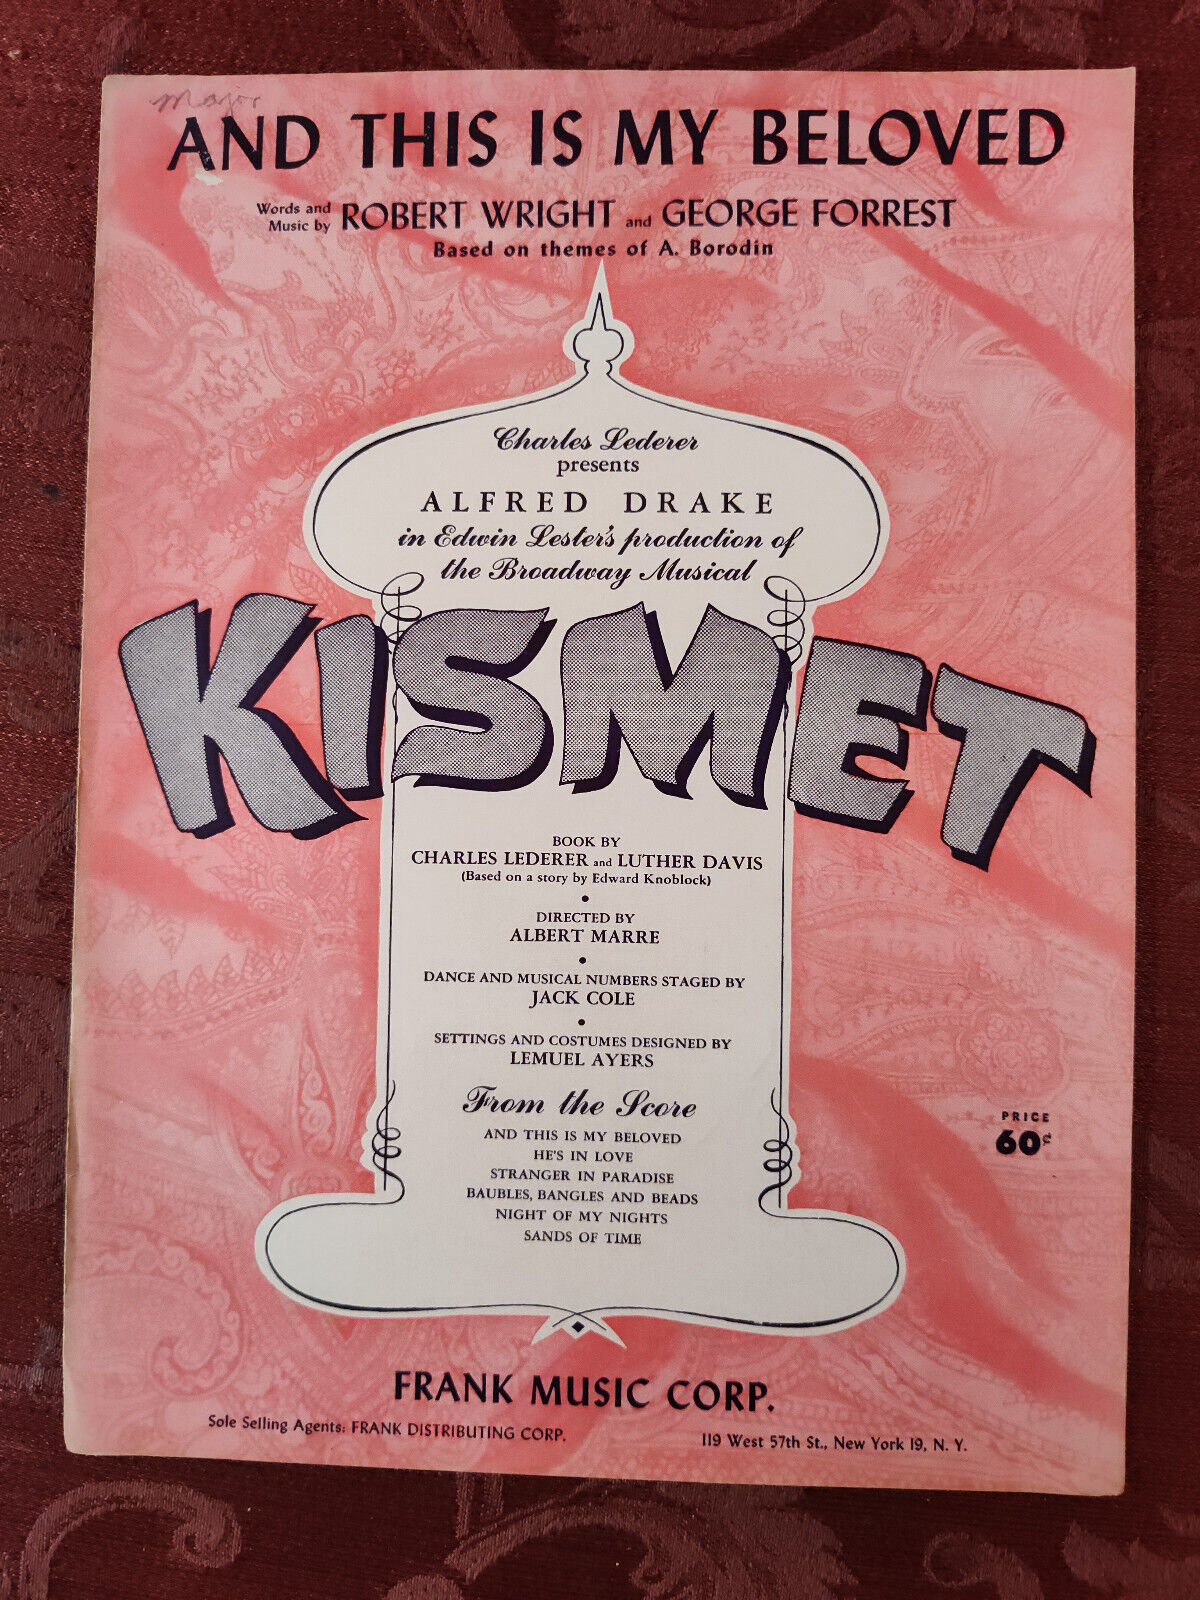 AND THIS IS MY BELOVED
Words and Music by ROBERT WRIGHT and GEORGE FORREST
Based on themes of A. Borodin
Charles Lederer
presents
ALFRED DRAKE
in Edwin Lester's production of
the Broadway Musical
KISMET
BOOK BY
CHARLES LEDERER and LUTHER DAVIS
(Based on a story by Edward Knoblock)
•
DIRECTED BY
ALBERT MARRE
•
DANCE AND MUSICAL NUMBERS STAGED BY
JACK COLE
•
SETTINGS AND COSTUMES DESIGNED BY
LEMUEL AYERS
From the Score
AND THIS IS MY BELOVED
HE'S IN LOVE
STRANGER IN PARADISE
BAUBLES, BANGLES AND BEADS
NIGHT OF MY NIGHTS
SANDS OF TIME
PRICE
60¢
FRANK MUSIC CORP.
Sole Selling Agents: FRANK DISTRIBUTING CORP.
119 West 57th St., New York 19, N. Y.